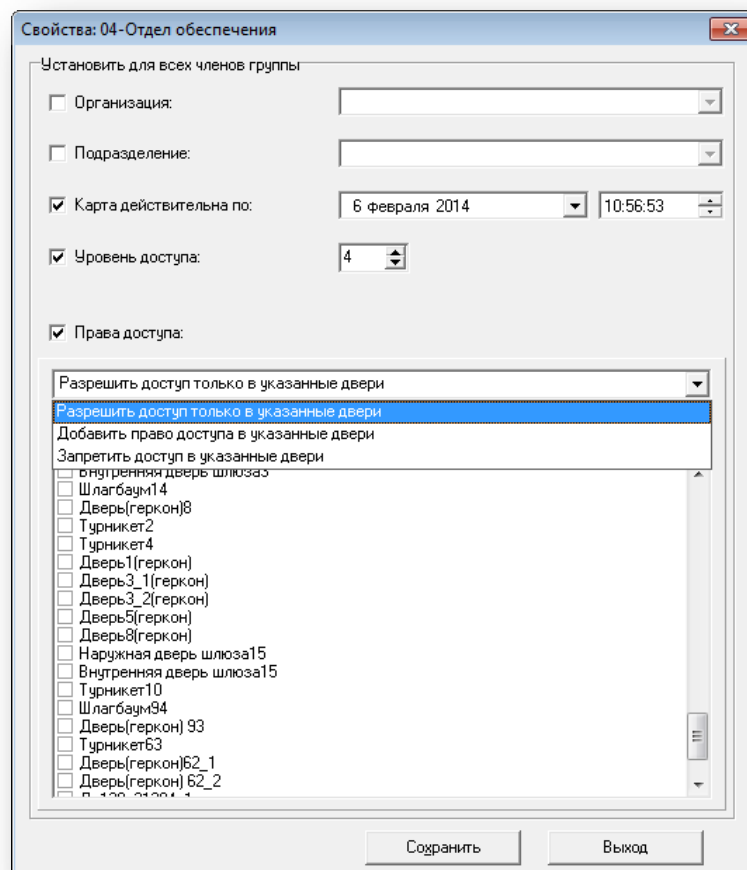 Свойства: 04-Отдел обеспечения
Установить для всех членов группы
Организация:
Подразделение:
Карта действительна по: 6 февраля 2014 10:56:53
Уровень доступа: 4
Права доступа:
Разрешить доступ только в указанные двери
Разрешить доступ только в указанные двери
Добавить право доступа в указанные двери
Запретить доступ в указанные двери
Внутренняя дверь шлюза3
Шлагбаум14
Дверь(геркон)8
Турникет2
Турникет4
Дверь1(геркон)
Дверь3_1(геркон)
Дверь3_2(геркон)
Дверь5(геркон)
Дверь8(геркон)
Наружная дверь шлюза15
Внутренняя дверь шлюза15
Турникет10
Шлагбаум94
Дверь(геркон) 93
Турникет63
Дверь(геркон)62_1
Дверь(геркон) 62_2
Сохранить Выход